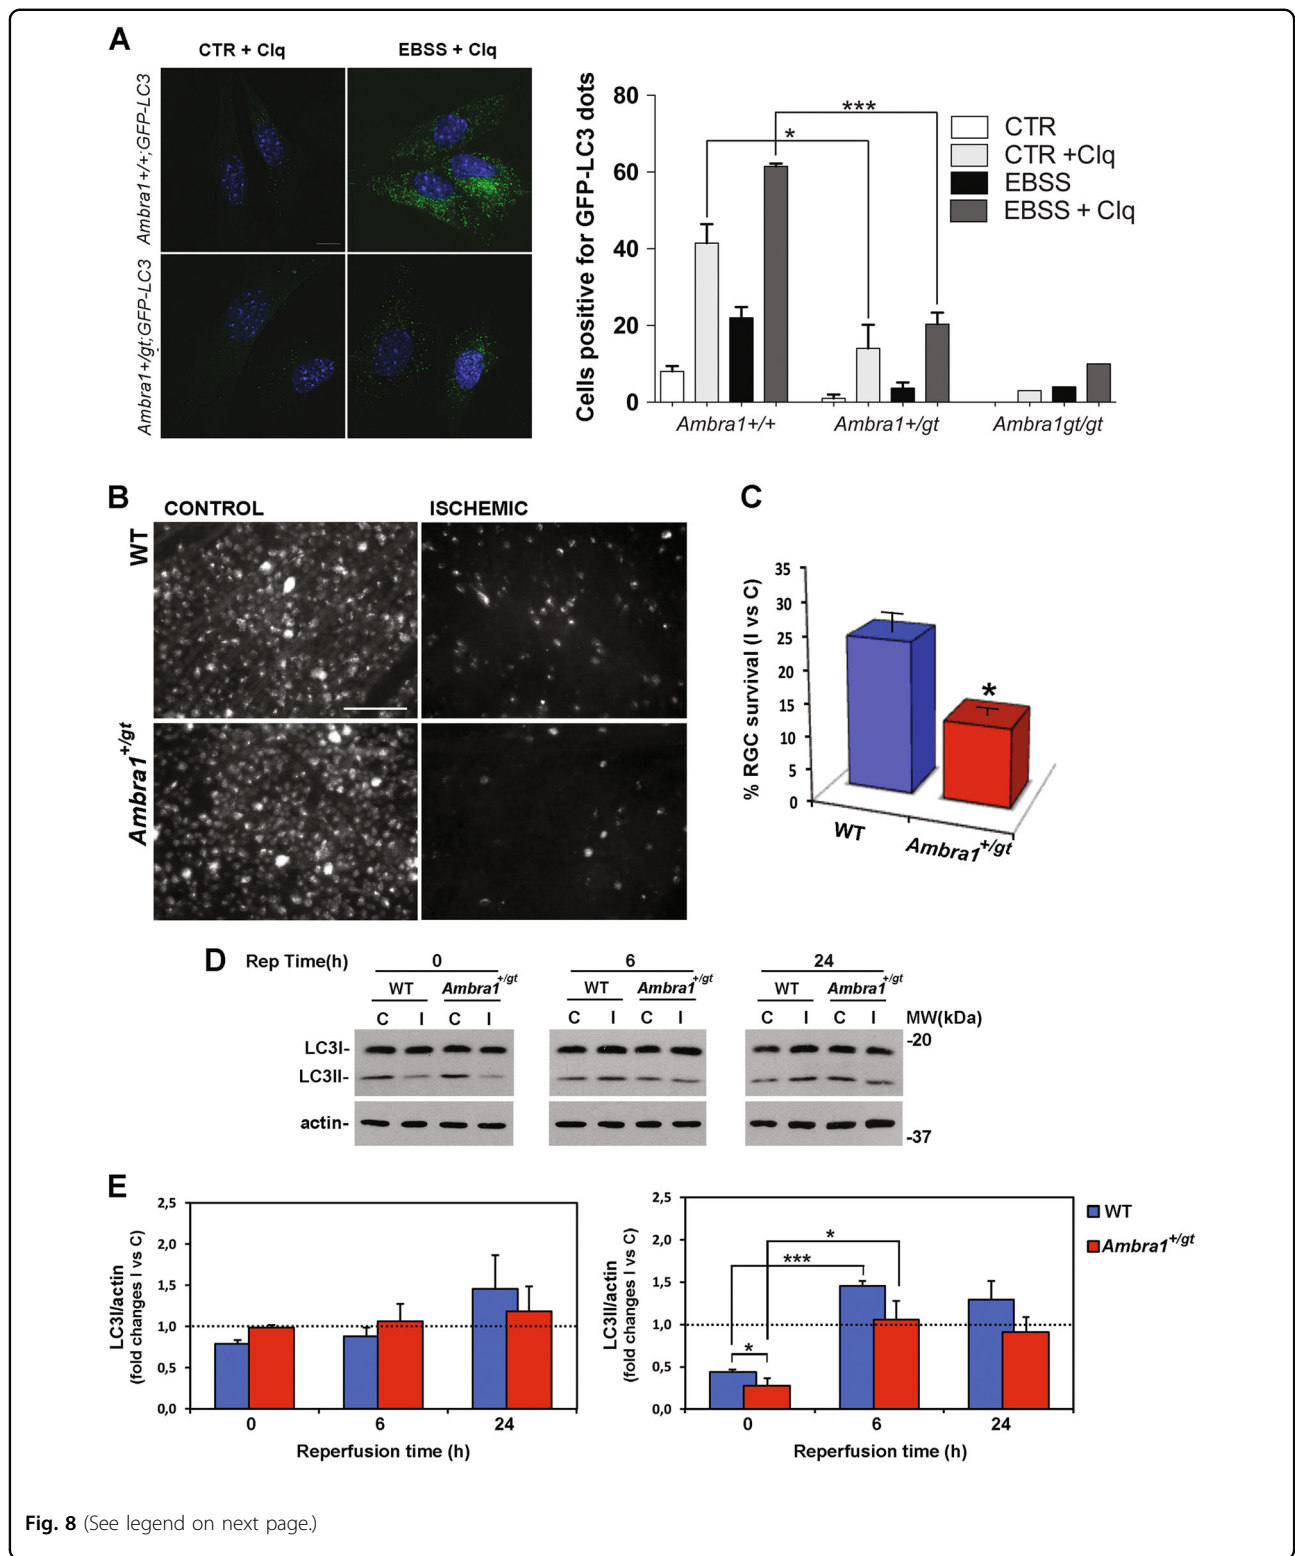 A
CTR + Clq
EBSS + Clq
Ambra1+/+;GFP-LC3
Ambra1+/gt;GFP-LC3
Cells positive for GFP-LC3 dots
80
60
40
20
0
*
***
CTR
CTR +Clq
EBSS
EBSS + Clq
Ambra1+/+
Ambra1+/gt
Ambra1gt/gt
B
CONTROL
ISCHEMIC
WT
Ambra1+/gt
C
% RGC survival (I vs C)
35
30
25
20
15
10
5
0
*
WT
Ambra1+/gt
D
Rep Time(h)
0
6
24
WT
Ambra1+/gt
WT
Ambra1+/gt
WT
Ambra1+/gt
C I C I
C I C I
C I C I
MW(kDa)
LC3I-
-20
LC3II-
actin-
-37
E
LC3I/actin
(fold changes I vs C)
2,5
2,0
1,5
1,0
0,5
0,0
0
6
24
Reperfusion time (h)
LC3II/actin
(fold changes I vs C)
2,5
2,0
1,5
1,0
0,5
0,0
*
***
*
0
6
24
Reperfusion time (h)
WT
Ambra1+/gt
Fig. 8 (See legend on next page.)